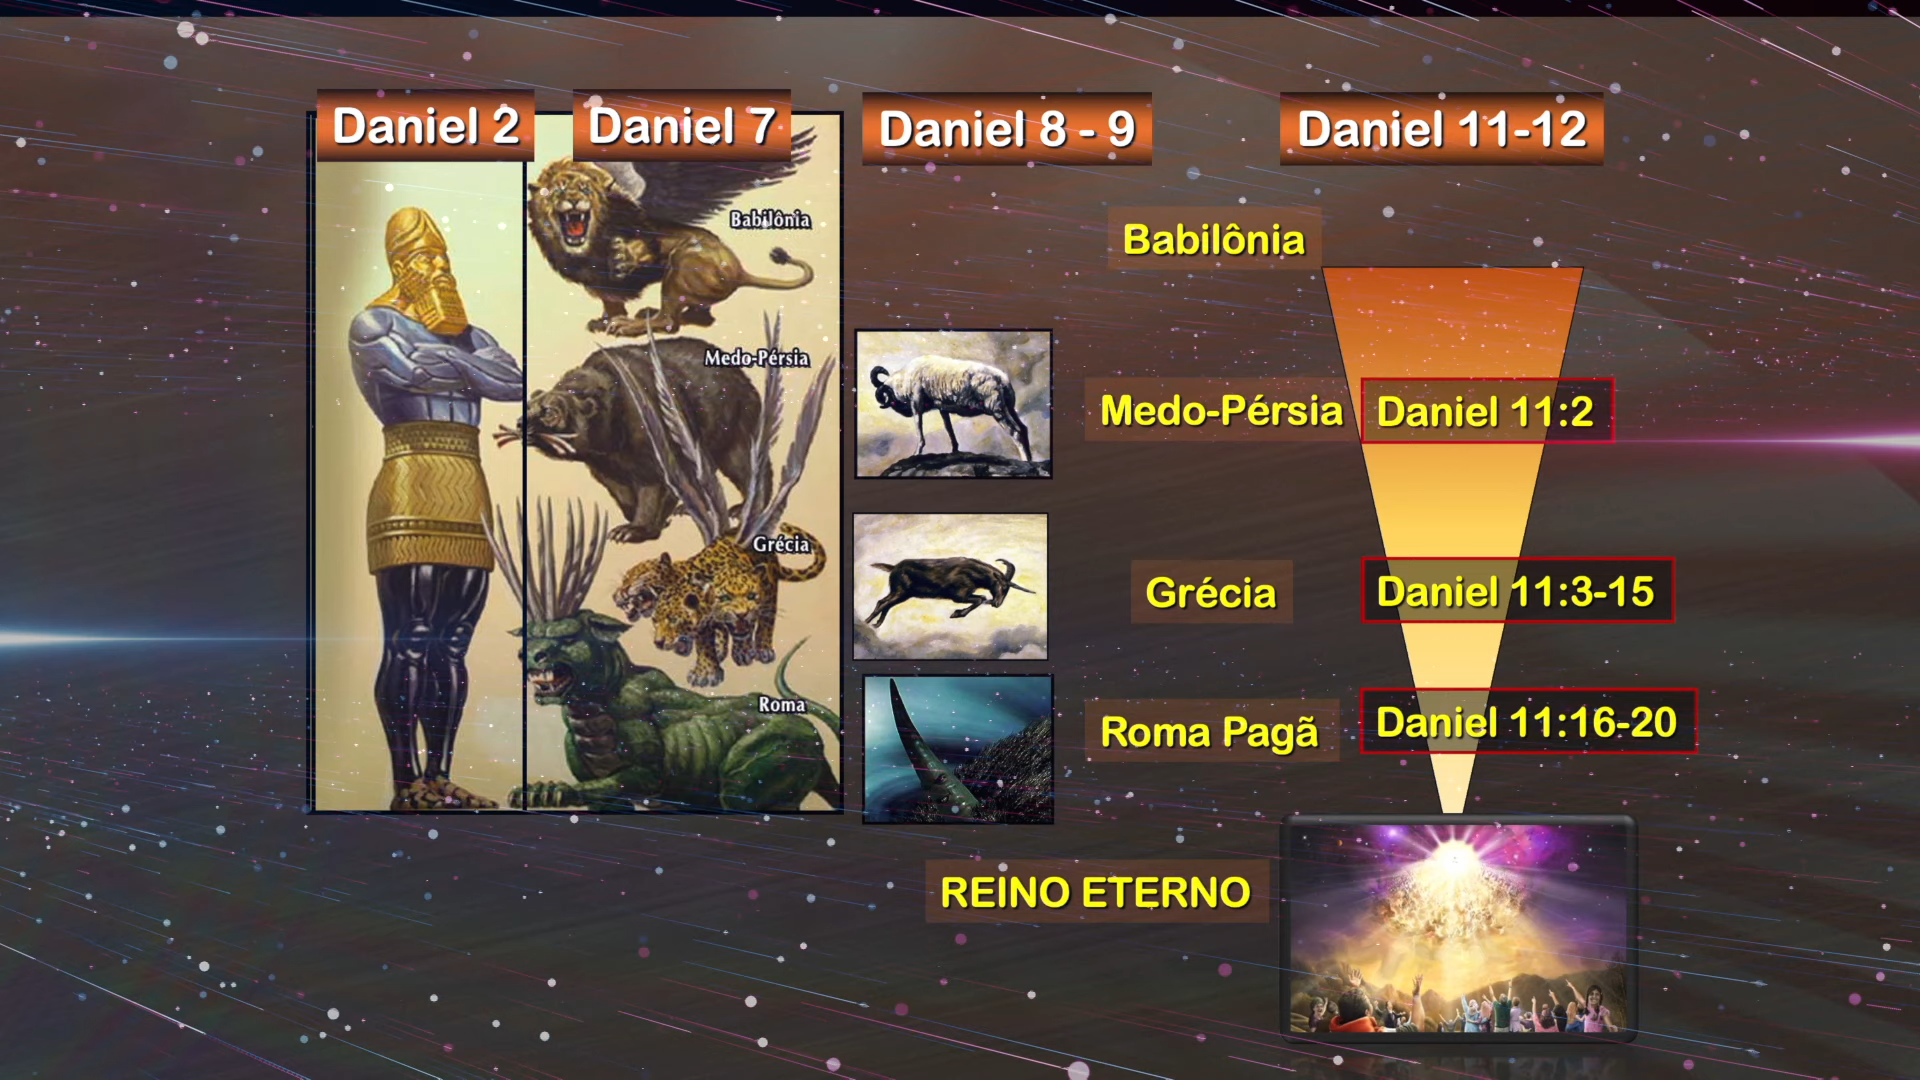 Daniel 2
Daniel 7
Daniel 8 - 9
Daniel 11-12
Babilônia
Medo-Pérsia
Grécia
Roma
Babilônia
Medo-Pérsia
Daniel 11:2
Grécia
Daniel 11:3-15
Roma Pagã
Daniel 11:16-20
REINO ETERNO